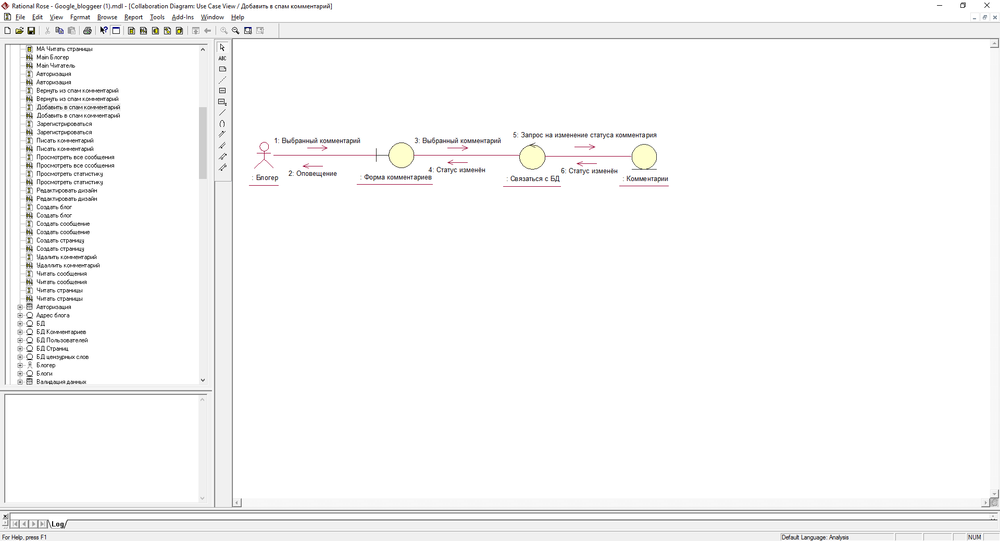 Rational Rose - Google_bloggeer (1).mdl - [Collaboration Diagram: Use Case View / Добавить в спам комментарий]
File Edit View Format Browse Report Tools Add-Ins Window Help
МА Читать страницы
Main Блогер
Main Читатель
Авторизация
Авторизация
Вернуть из спам комментарий
Вернуть из спам комментарий
Добавить в спам комментарий
Добавить в спам комментарий
Зарегистрироваться
Зарегистрироваться
Писать комментарий
Писать комментарий
Просмотреть все сообщения
Просмотреть все ссобщения
Просмотреть статистику
Просмотреть статистику
Редактировать дизайн
Редактировать дизайн
Создать блог
Создать блог
Создать сообщение
Создать сообщение
Создать страницу
Создать страницу
Удалить комментарий
Удаллить комментарий
Читать сообщения
Читать сообщения
Читать страницы
Читать страницы
Авторизация
Адрес блога
БД
БД Комментариев
БД Пользователей
БД Страниц
БД цензурных слов
Блогер
Блоги
Валидация данных
ABC
1: Выбранный комментарий
2: Оповещение
3: Выбранный комментарий
4: Статус изменён
5: Запрос на изменение статуса комментария
6: Статус изменён
: Блогер
: Форма комментариев
: Связаться с БД
: Комментарии
Log
For Help, press F1
Default Language: Analysis
NUM